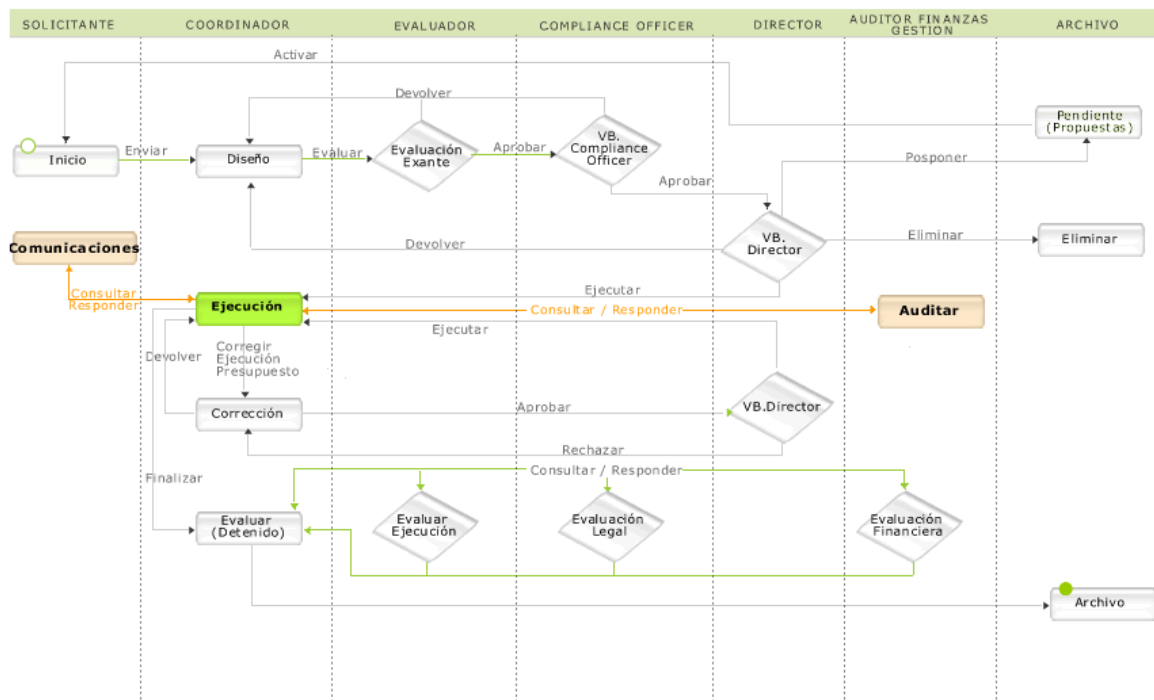 SOLICITANTE
COORDINADOR
EVALUADOR
COMPLIANCE OFFICER
DIRECTOR
AUDITOR FINANZAS
GESTION
ARCHIVO
Activar
Devolver
Pendiente
(Propuestas)
Inicio
Enviar
Diseño
Evaluar
Evaluación
Exante
Aprobar
VB.
Compliance
Officer
Posponer
Aprobar
Comunicaciones
Devolver
VB.
Director
Eliminar
Eliminar
Consultar
Responder
Ejecución
Ejecutar
Consultar / Responder
Auditar
Ejecutar
Devolver
Corregir
Ejecución
Presupuesto
Corrección
Aprobar
VB.Director
Rechazar
Finalizar
Consultar / Responder
Evaluar
(Detenido)
Evaluar
Ejecución
Evaluación
Legal
Evaluación
Financiera
Archivo